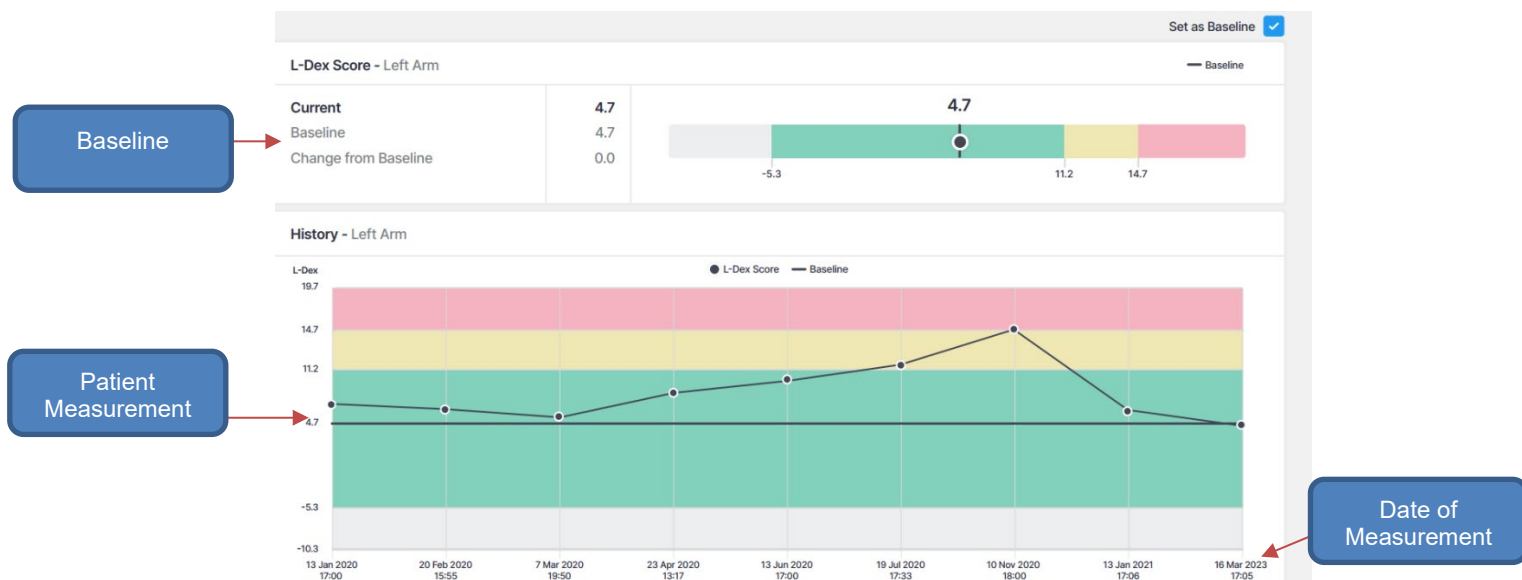 Set as Baseline
L-Dex Score - Left Arm
Baseline
Current 4.7
Baseline 4.7
Change from Baseline 0.0
4.7
-5.3 11.2 14.7
Baseline
History - Left Arm
L-Dex
L-Dex Score Baseline
19.7
14.7
11.2
4.7
-5.3
-10.3
Patient
Measurement
13 Jan 2020 20 Feb 2020 7 Mar 2020 23 Apr 2020 13 Jun 2020 19 Jul 2020 10 Nov 2020 13 Jan 2021 16 Mar 2023
17:00 15:55 19:50 13:17 17:00 17:33 18:00 17:06 17:05
Date of
Measurement